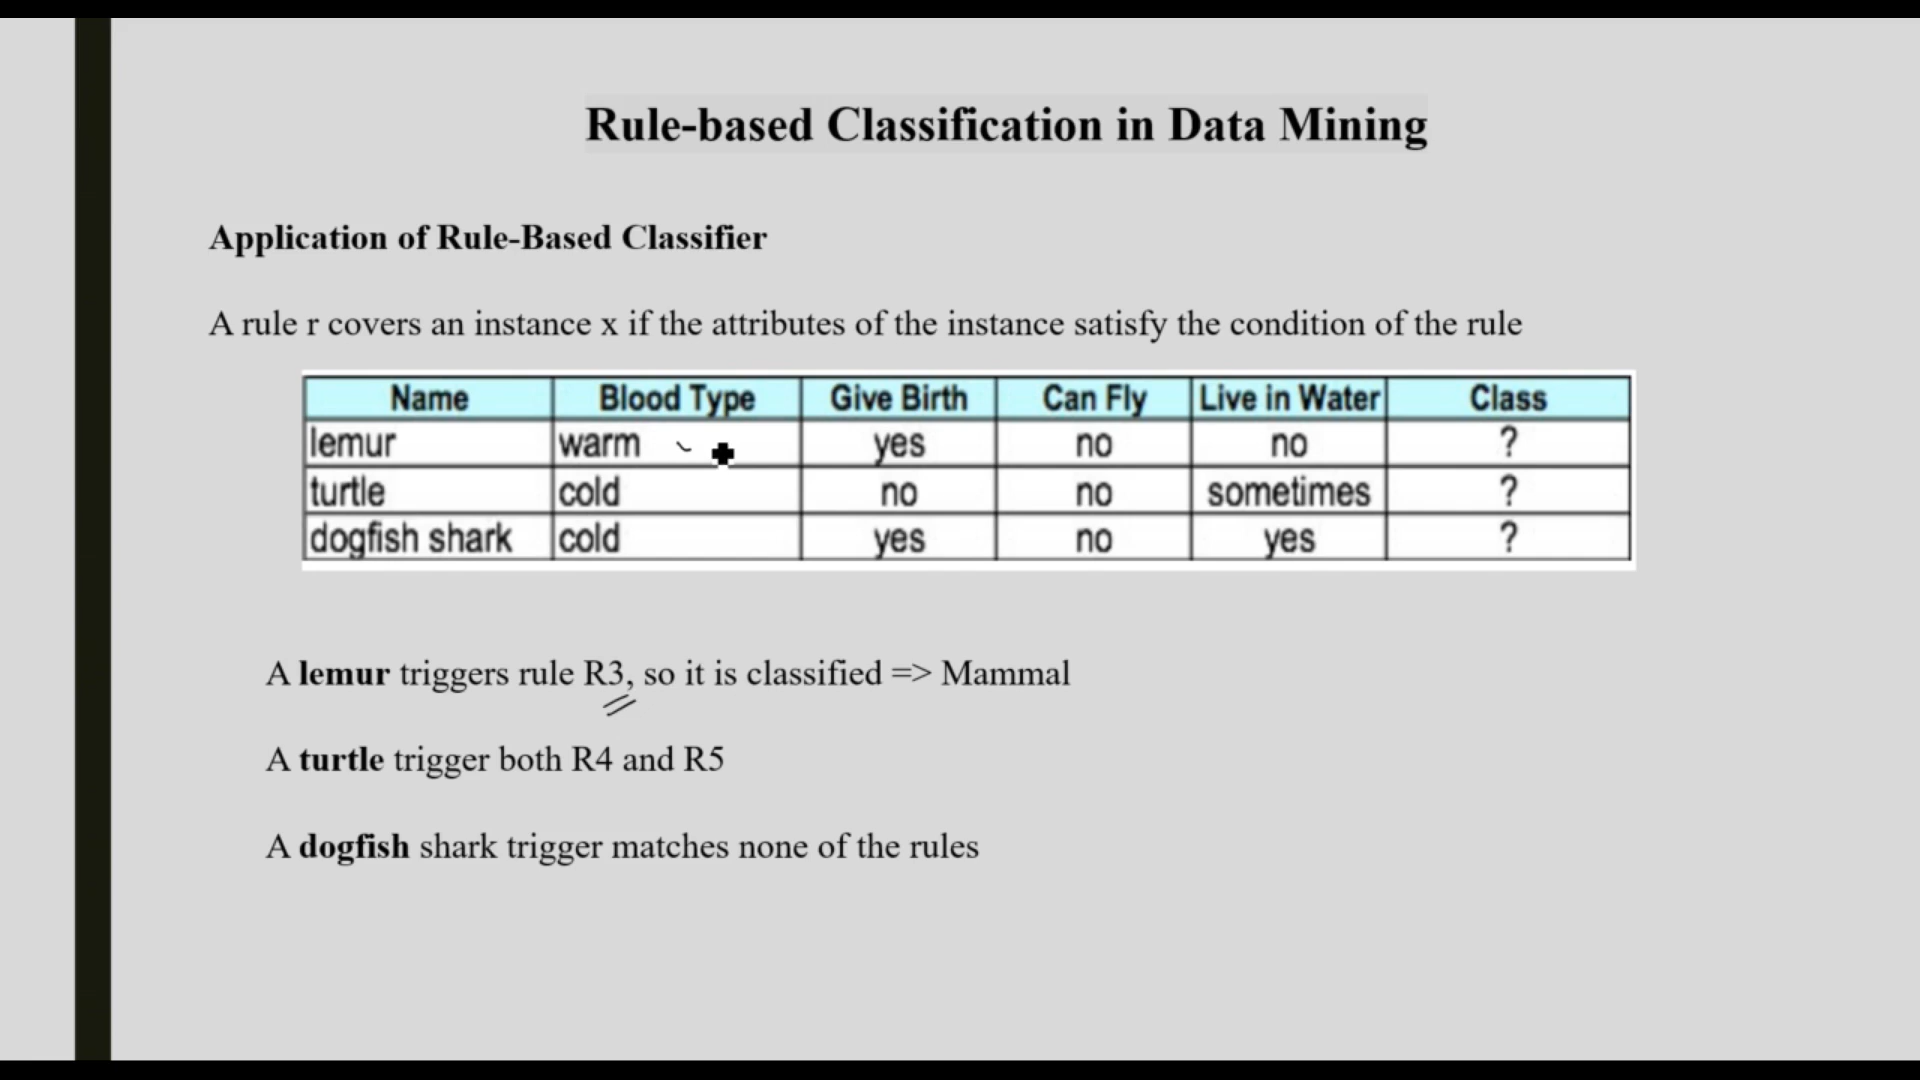 Rule-based Classification in Data Mining
Application of Rule-Based Classifier
A rule r covers an instance x if the attributes of the instance satisfy the condition of the rule
Name Blood Type Give Birth Can Fly Live in Water Class
lemur warm yes no no ?
turtle cold no no sometimes ?
dogfish shark cold yes no yes ?
A lemur triggers rule R3, so it is classified => Mammal
A turtle trigger both R4 and R5
A dogfish shark trigger matches none of the rules